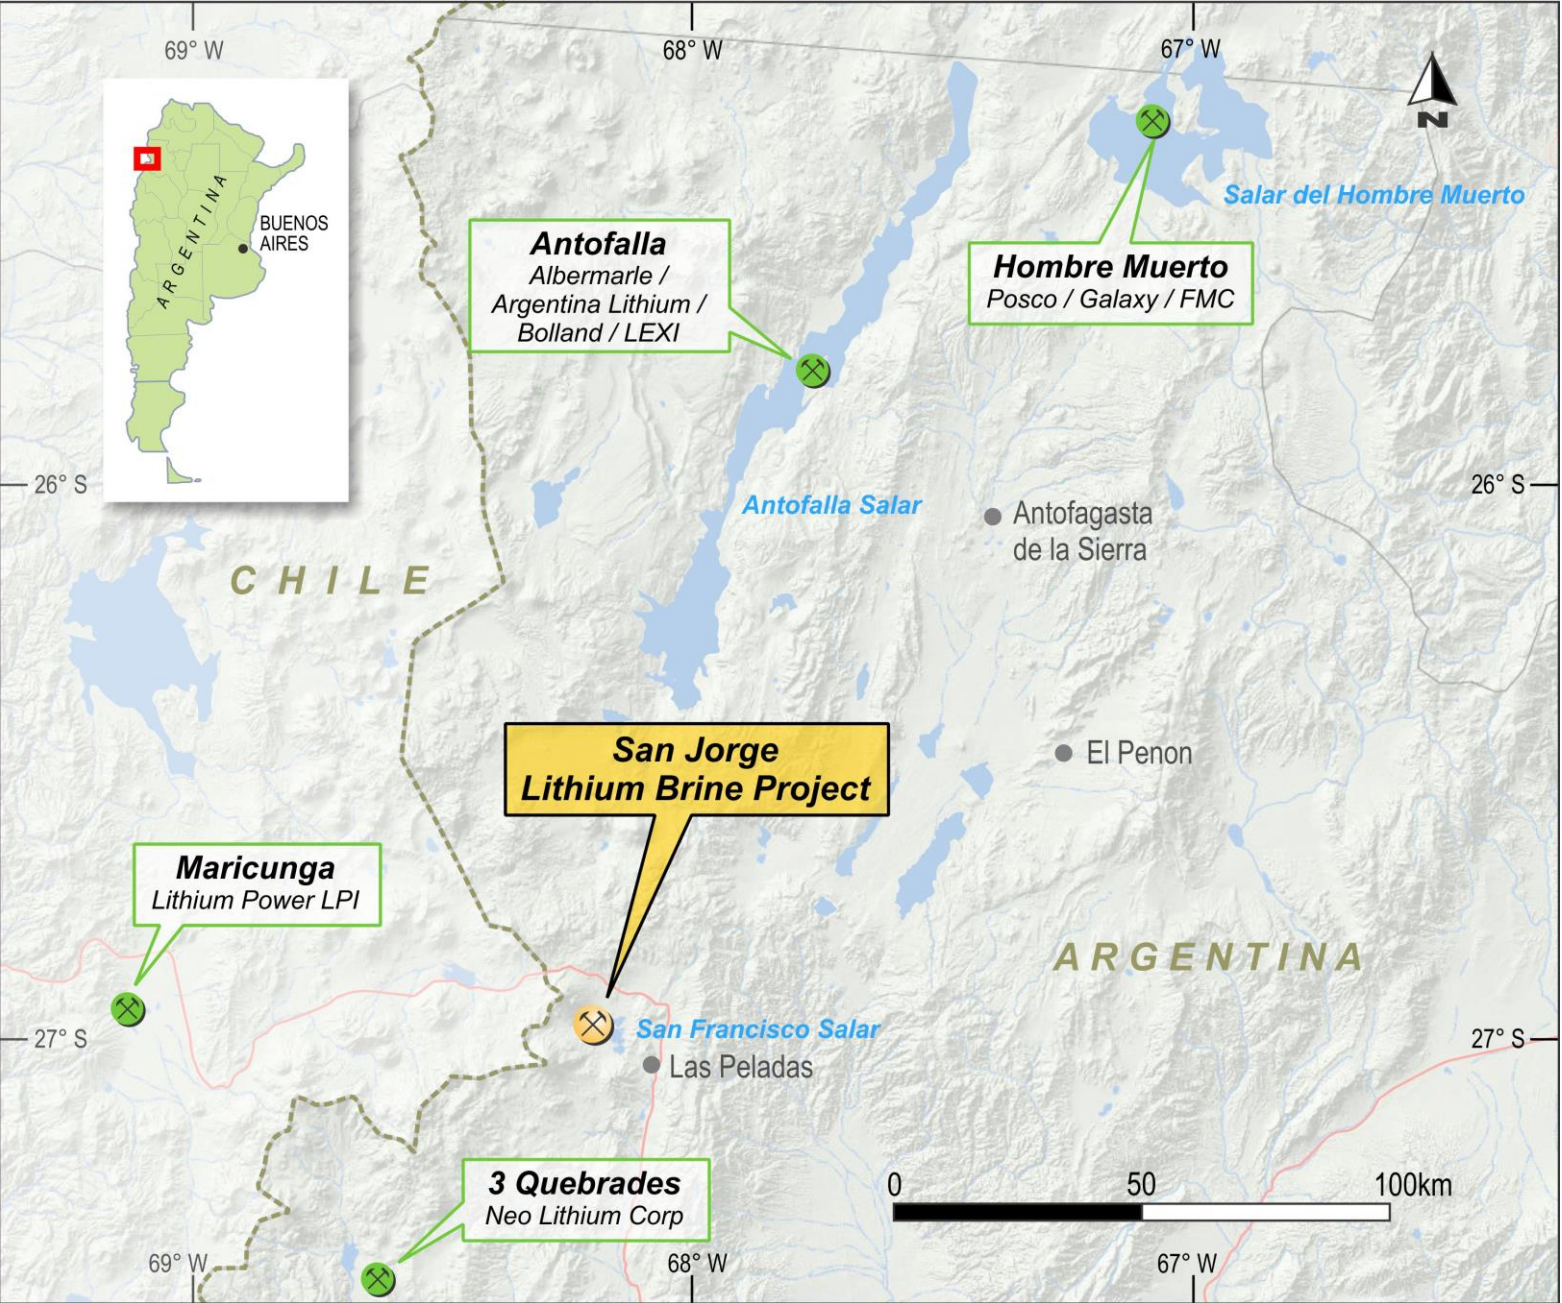 69° W
68° W
67° W
N
ARGENTINA
BUENOS
AIRES
Salar del Hombre Muerto
Antofalla
Albermarle /
Argentina Lithium /
Bolland / LEXI
Hombre Muerto
Posco / Galaxy / FMC
26° S
26° S
Antofalla Salar
Antofagasta
de la Sierra
CHILE
San Jorge
Lithium Brine Project
El Penon
Maricunga
Lithium Power LPI
ARGENTINA
27° S
San Francisco Salar
27° S
Las Peladas
3 Quebrades
Neo Lithium Corp
0 50 100km
69° W
68° W
67° W